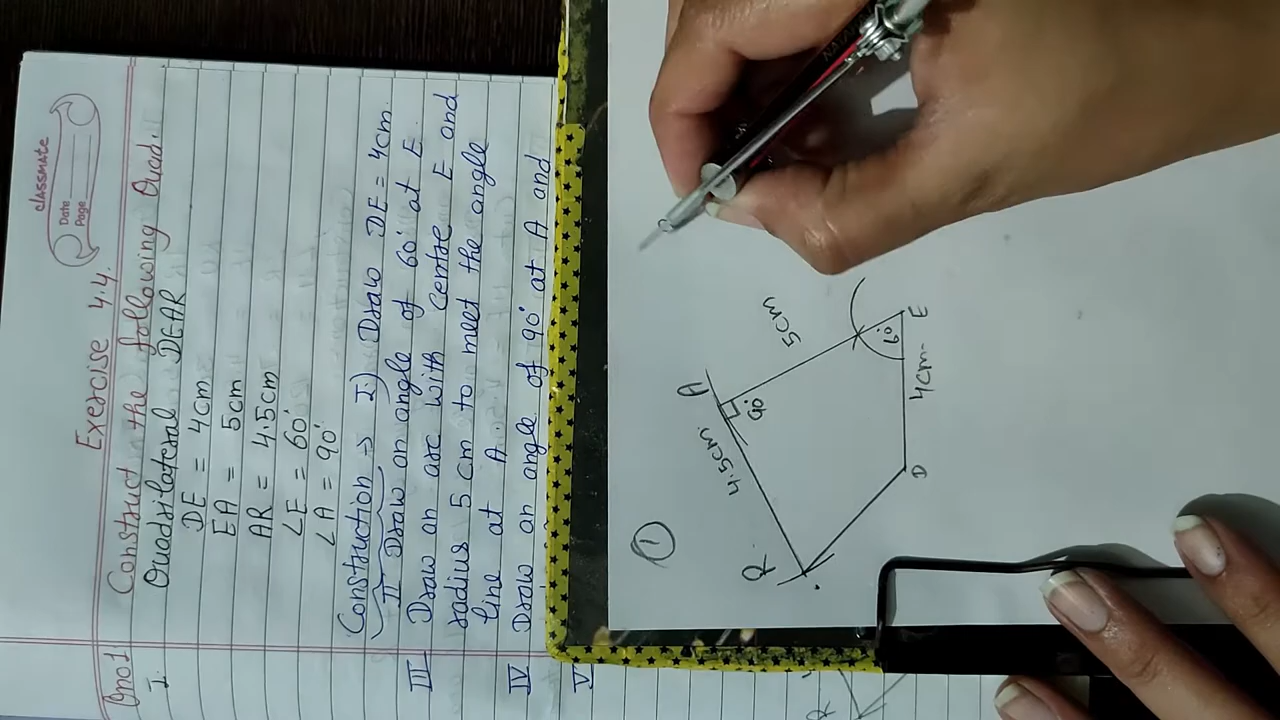 classmate
Date
Page
Exercise 4.4.
Qno1 Construct the following Quad.
I. Quadrilateral DEAR
DE = 4cm
EA = 5cm
AR = 4.5cm
∠E = 60°
∠A = 90°
Construction → I) Draw DE = 4cm.
II Draw an angle of 60° at E.
III Draw an arc with centre E and
radius 5 cm to meet the angle
line at A.
IV Draw an angle of 90° at A and
V
1
R
4.5cm
A
90°
5cm
60°
D
4cm
E
R